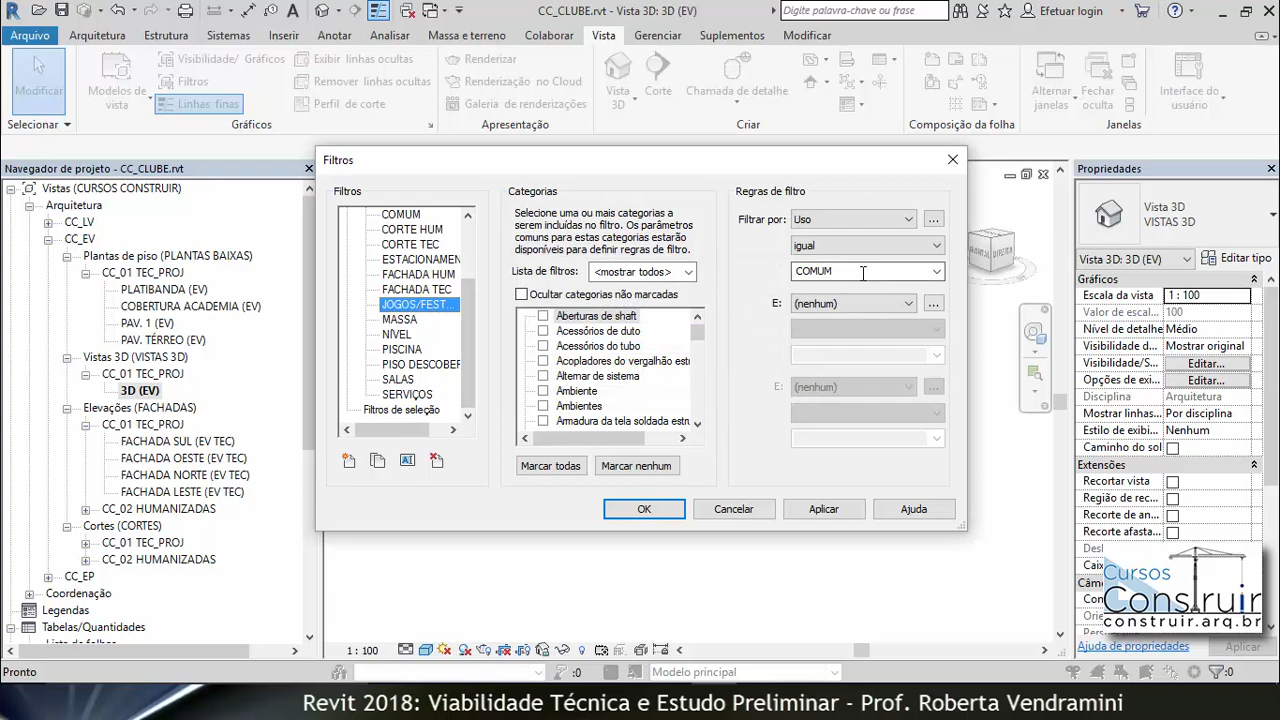 CC_CLUBE.rvt - Vista 3D: 3D (EV)
Digite palavra-chave ou frase
Efetuar login
Arquivo Arquitetura Estrutura Sistemas Inserir Anotar Analisar Massa e terreno Colaborar Vista Gerenciar Suplementos Modificar
Modificar
Modelos de vista
Visibilidade/ Gráficos
Filtros
Linhas finas
Exibir linhas ocultas
Remover linhas ocultas
Perfil de corte
Renderizar
Renderização no Cloud
Galeria de renderizações
Vista 3D
Corte
Chamada de detalhe
Alternar janelas
Fechar oculta
Interface do usuário
Selecionar
Gráficos
Apresentação
Criar
Composição da folha
Janelas
Navegador de projeto - CC_CLUBE.rvt
Vistas (CURSOS CONSTRUIR)
Arquitetura
CC_LV
CC_EV
Plantas de piso (PLANTAS BAIXAS)
CC_01 TEC_PROJ
PLATIBANDA (EV)
COBERTURA ACADEMIA (EV)
PAV. 1 (EV)
PAV. TÉRREO (EV)
Vistas 3D (VISTAS 3D)
CC_01 TEC_PROJ
3D (EV)
Elevações (FACHADAS)
CC_01 TEC_PROJ
FACHADA SUL (EV TEC)
FACHADA OESTE (EV TEC)
FACHADA NORTE (EV TEC)
FACHADA LESTE (EV TEC)
CC_02 HUMANIZADAS
Cortes (CORTES)
CC_01 TEC_PROJ
CC_02 HUMANIZADAS
CC_EP
Coordenação
Legendas
Tabelas/Quantidades
Filtros
Filtros
COMUM
CORTE HUM
CORTE TEC
ESTACIONAMEN
FACHADA HUM
FACHADA TEC
JOGOS/FEST...
MASSA
NÍVEL
PISCINA
PISO DESCOBER
SALAS
SERVIÇOS
Filtros de seleção
Categorias
Selecione uma ou mais categorias a
serem incluídas no filtro. Os parâmetros
comuns para estas categorias estarão
disponíveis para definir regras de filtro.
Lista de filtros: <mostrar todos>
Ocultar categorias não marcadas
Aberturas de shaft
Acessórios de duto
Acessórios do tubo
Acopladores do vergalhão estr
Alternar de sistema
Ambiente
Ambientes
Armadura da tela soldada estru
Marcar todas
Marcar nenhum
Regras de filtro
Filtrar por: Uso ...
igual
COMUM
E: (nenhum) ...
E: (nenhum) ...
OK
Cancelar
Aplicar
Ajuda
Propriedades
Vista 3D
VISTAS 3D
Vista 3D: 3D (EV)
Editar tipo
Gráficos
Escala da vista 1 : 100
Valor de escal... 100
Nível de detalhe Médio
Mostrar original
Visibilidade/S... Editar...
Opções de exi... Editar...
Disciplina Arquitetura
Mostrar linhas... Por disciplina
Estilo de exibi... Nenhum
Caminho do sol
Extensões
Recortar vista
Região de rec...
Recorte de an...
Recorte doma...
Cursos
Construir
construir.arq.br
Ajuda de propriedades
Aplicar
1 : 100
Pronto
:0
Modelo principal
:0
Revit 2018: Viabilidade Técnica e Estudo Preliminar - Prof. Roberta Vendramini